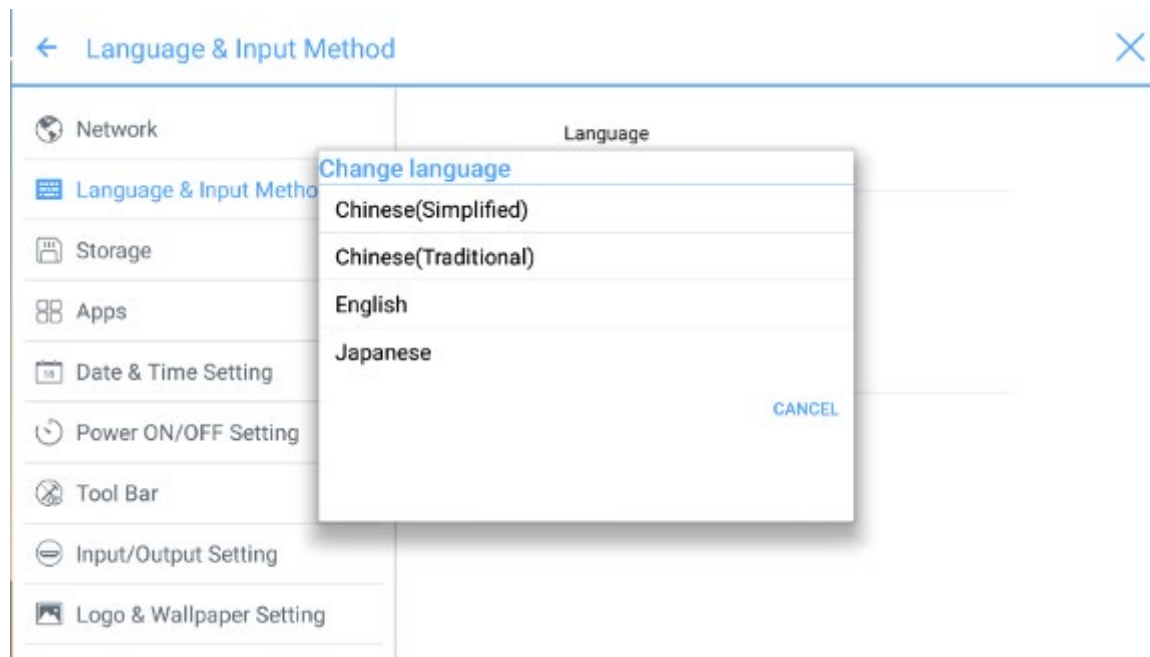 Language & Input Method
Network
Language & Input Metho
Storage
Apps
Date & Time Setting
Power ON/OFF Setting
Tool Bar
Input/Output Setting
Logo & Wallpaper Setting
Language
Change language
Chinese(Simplified)
Chinese(Traditional)
English
Japanese
CANCEL